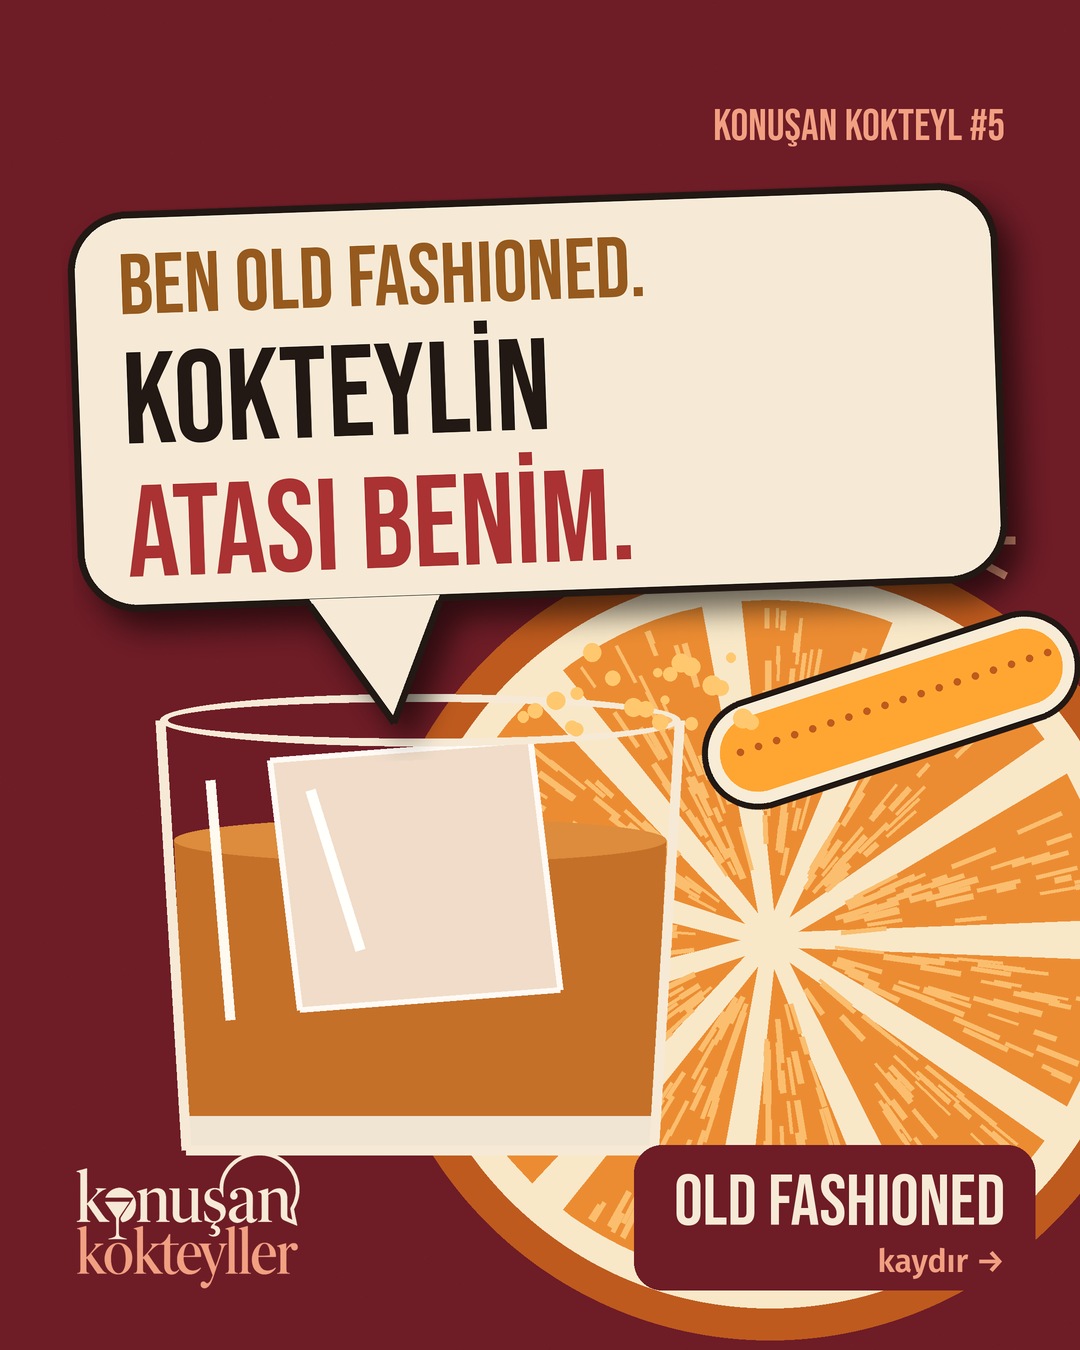 KONUŞAN KOKTEYL #5
BEN OLD FASHIONED.
KOKTEYLİN
ATASI BENİM.
konuşan
kokteyller
OLD FASHIONED
kaydır →